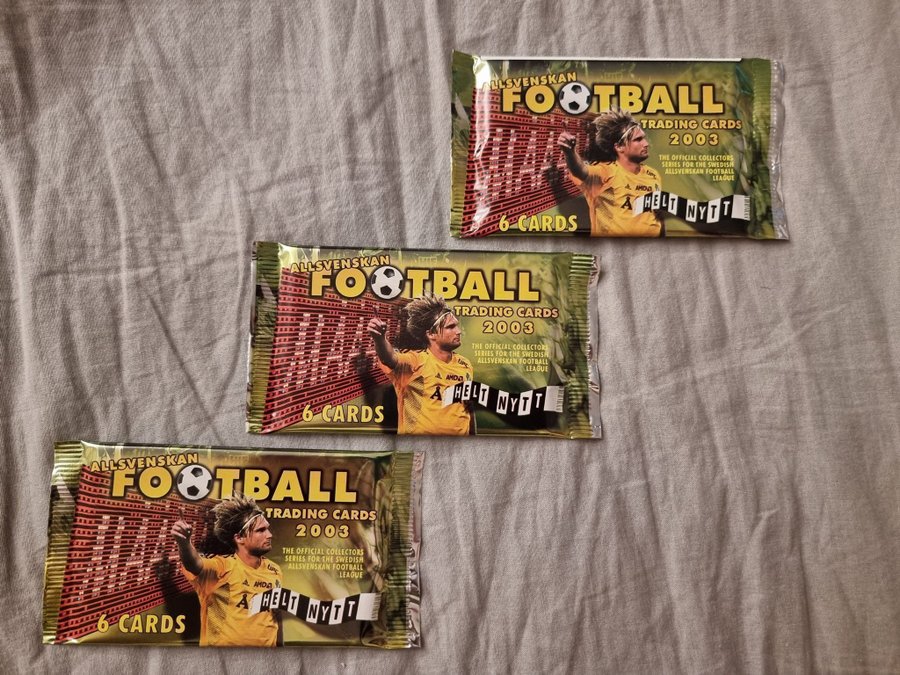 ALLSVENSKAN
FOOTBALL
TRADING CARDS
2003
THE OFFICIAL COLLECTORS
SERIES FOR THE SWEDISH
ALLSVENSKAN FOOTBALL
LEAGUE
HELT NYTT
6 CARDS
ALLSVENSKAN
FOOTBALL
TRADING CARDS
2003
THE OFFICIAL COLLECTORS
SERIES FOR THE SWEDISH
ALLSVENSKAN FOOTBALL
LEAGUE
AMD
Å
HELT NYTT
6 CARDS
ALLSVENSKAN
FOOTBALL
TRADING CARDS
2003
THE OFFICIAL COLLECTORS
SERIES FOR THE SWEDISH
ALLSVENSKAN FOOTBALL
LEAGUE
AMD
Å
HELT NYTT
6 CARDS